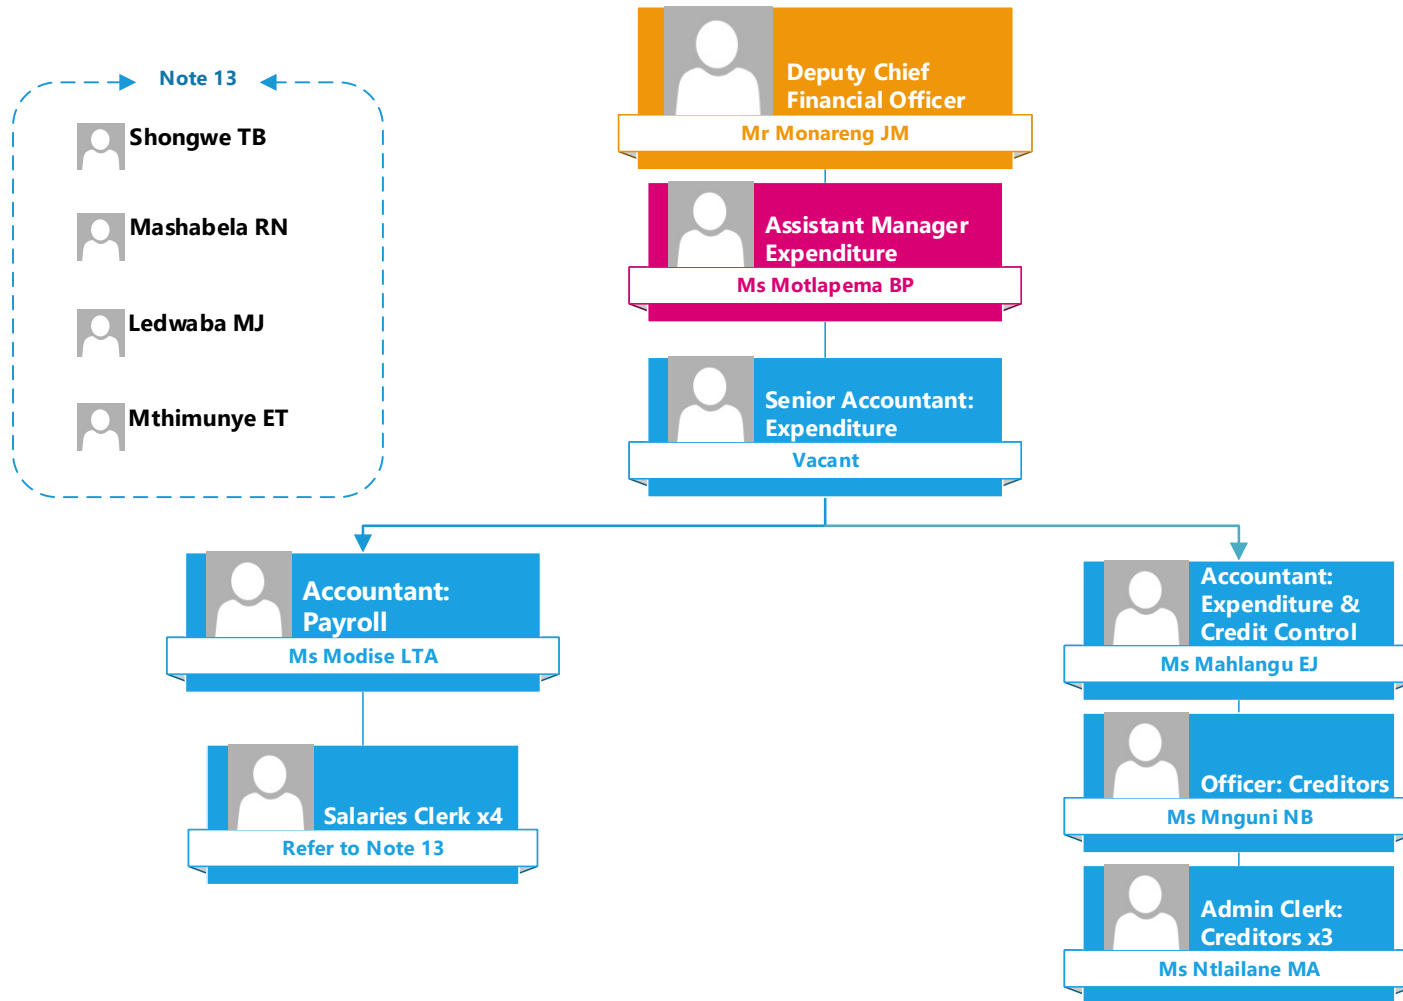 Note 13
Shongwe TB
Mashabela RN
Ledwaba MJ
Mthimunye ET
Deputy Chief
Financial Officer
Mr Monareng JM
Assistant Manager
Expenditure
Ms Motlapema BP
Senior Accountant:
Expenditure
Vacant
Accountant:
Payroll
Ms Modise LTA
Salaries Clerk x4
Refer to Note 13
Accountant:
Expenditure &
Credit Control
Ms Mahlangu EJ
Officer: Creditors
Ms Mnguni NB
Admin Clerk:
Creditors x3
Ms Ntlailane MA